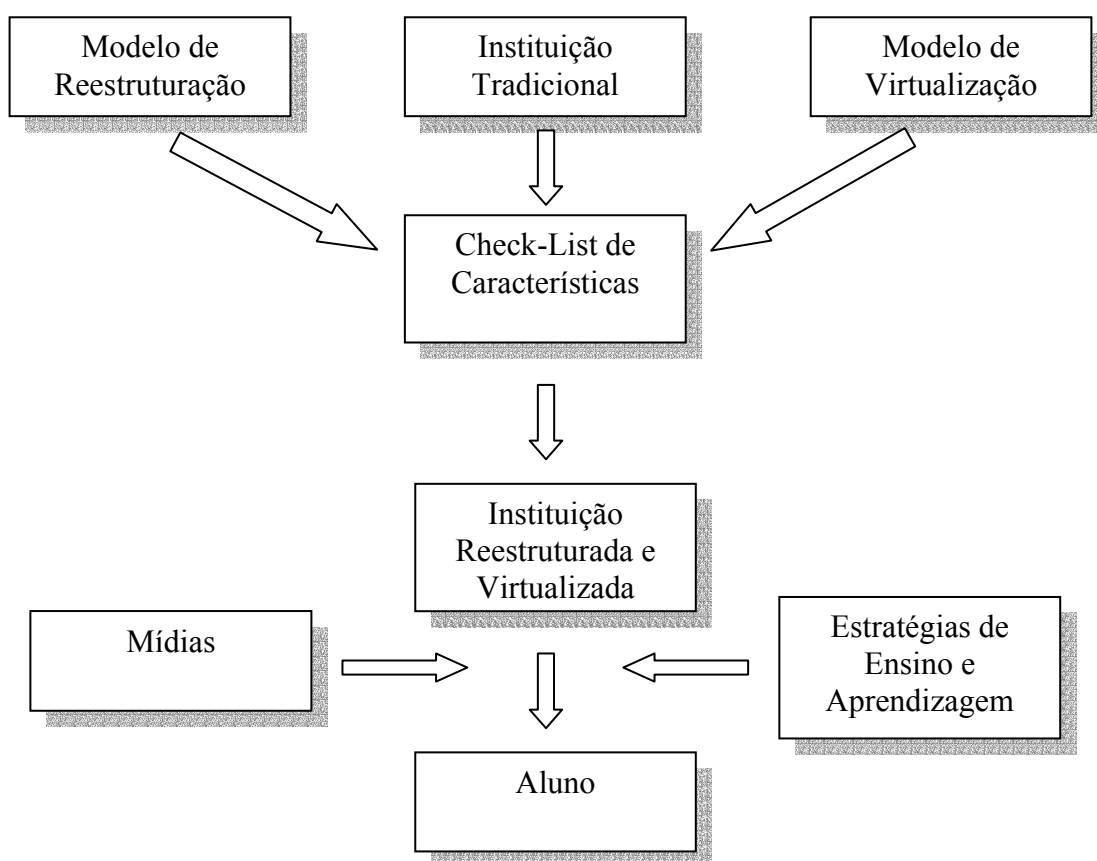 Modelo de
Reestruturação
Instituição
Tradicional
Modelo de
Virtualização
Check-List de
Características
Instituição
Reestruturada e
Virtualizada
Mídias
Estratégias de
Ensino e
Aprendizagem
Aluno